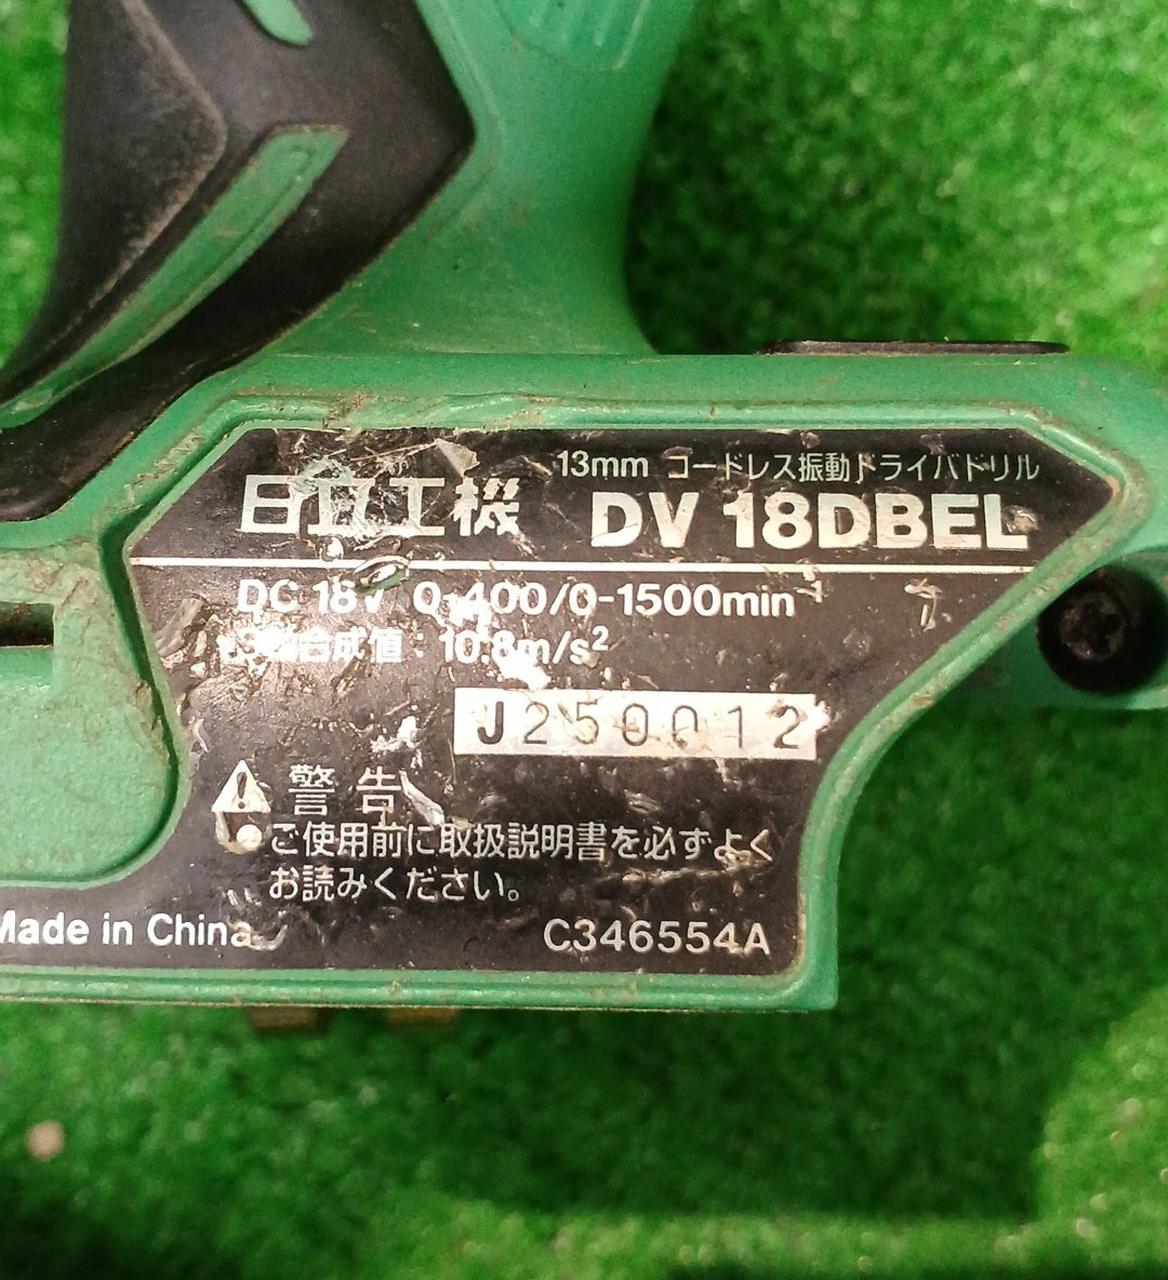 13mm コードレス振動ドライバドリル
日立工機 DV 18DBEL
DC 18V 0-400/0-1500min⁻¹
合成値：10.8m/s²
J250012
警告
ご使用前に取扱説明書を必ずよく
お読みください。
Made in China C346554A